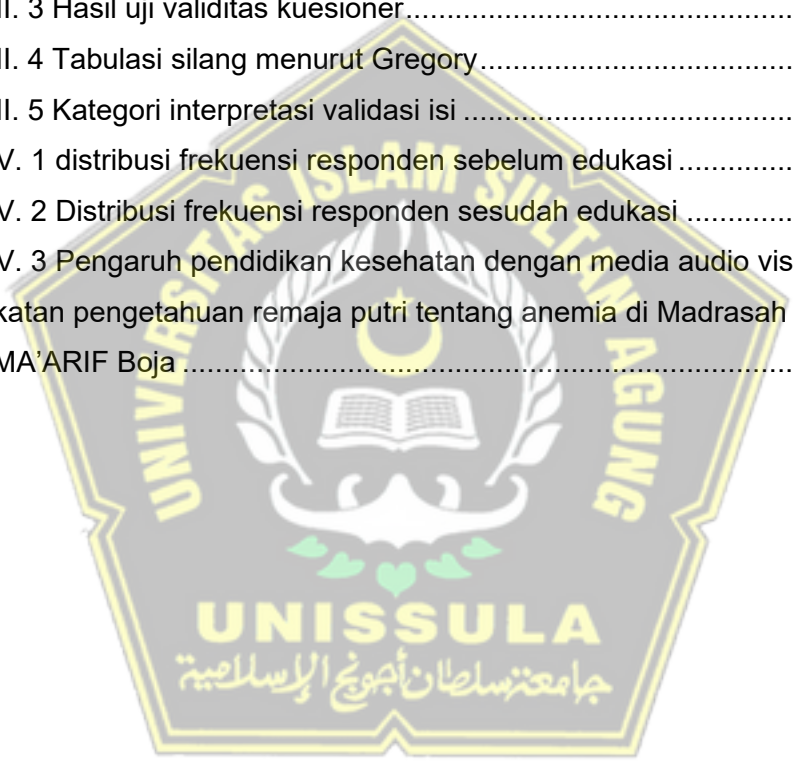 II. 3 Hasil uji validitas kuesioner........................................
II. 4 Tabulasi silang menurut Gregory................................
II. 5 Kategori interpretasi validasi isi ..................................
V. 1 distribusi frekuensi responden sebelum edukasi ..............
V. 2 Distribusi frekuensi responden sesudah edukasi .............
V. 3 Pengaruh pendidikan kesehatan dengan media audio vis
katan pengetahuan remaja putri tentang anemia di Madrasah
MA’ARIF Boja ......................................................................
UNIVERSITAS ISLAM SULTAN AGUNG
UNISSULA
جامعة سلطان أجونج الإسلامية